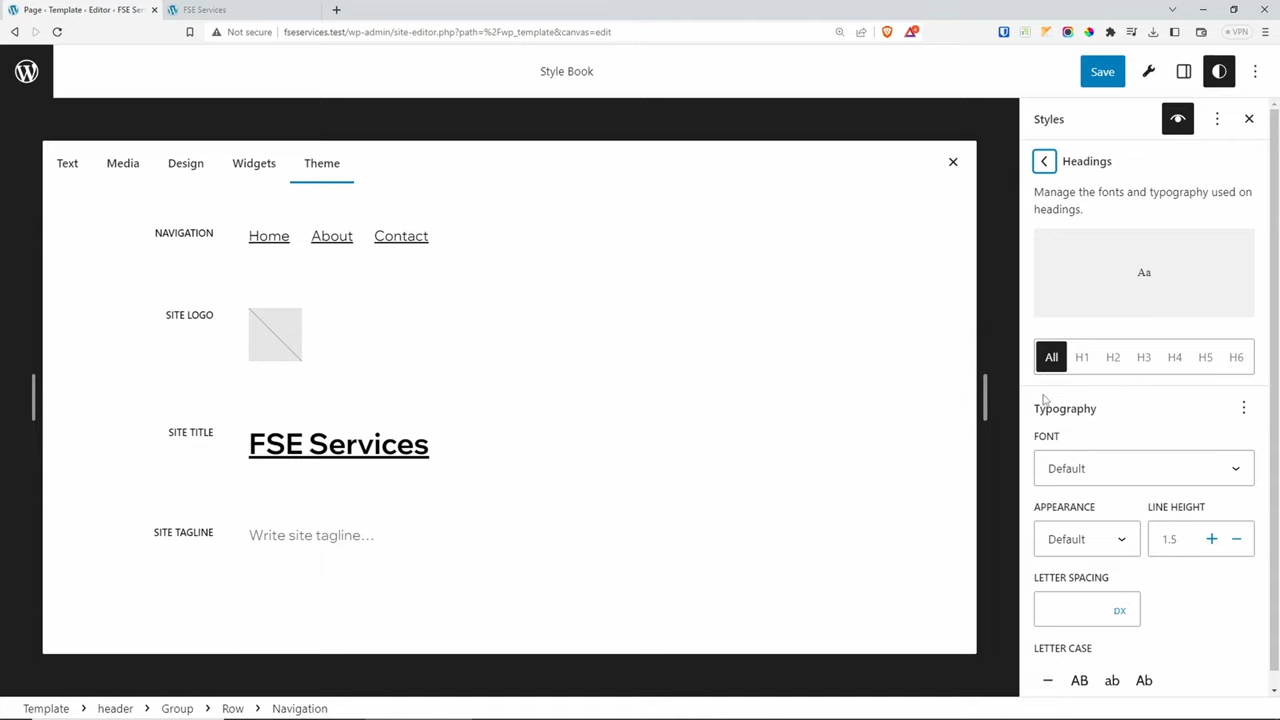 Page ‹ Template ‹ Editor ‹ FSE Ser
FSE Services
Not secure
fseservices.test/wp-admin/site-editor.php?path=%2Fwp_template&canvas=edit
VPN
Style Book
Save
Styles
Text
Media
Design
Widgets
Theme
Headings
Manage the fonts and typography used on
headings.
NAVIGATION
Home
About
Contact
Aa
SITE LOGO
All
H1
H2
H3
H4
H5
H6
Typography
FONT
Default
SITE TITLE
FSE Services
APPEARANCE
LINE HEIGHT
Default
1.5
SITE TAGLINE
Write site tagline...
LETTER SPACING
px
LETTER CASE
AB
ab
Ab
Template
header
Group
Row
Navigation